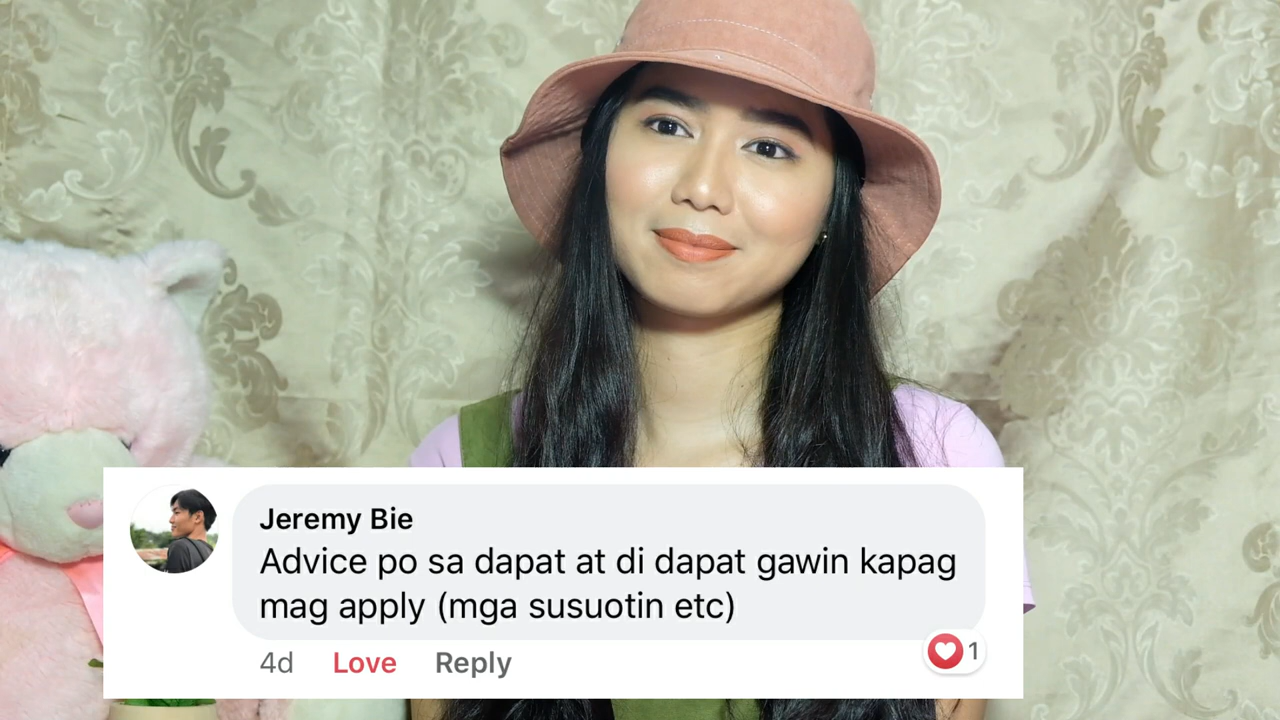 Jeremy Bie
Advice po sa dapat at di dapat gawin kapag
mag apply (mga susuotin etc)
4d Love Reply 1